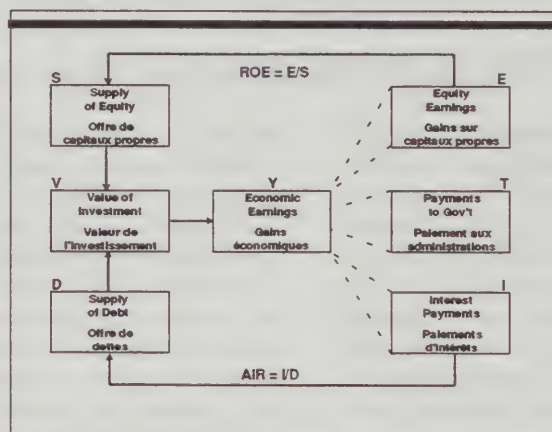 ROE = E/S
S
Supply
of Equity
Offre de
capitaux propres
E
Equity
Earnings
Gains sur
capitaux propres
V
Value of
Investment
Valeur de
l'investissement
Y
Economic
Earnings
Gains
économiques
T
Payments
to Gov't
Paiement aux
administrations
D
Supply
of Debt
Offre de
dettes
I
Interest
Payments
Paiements
d'intérêts
AIR = I/D